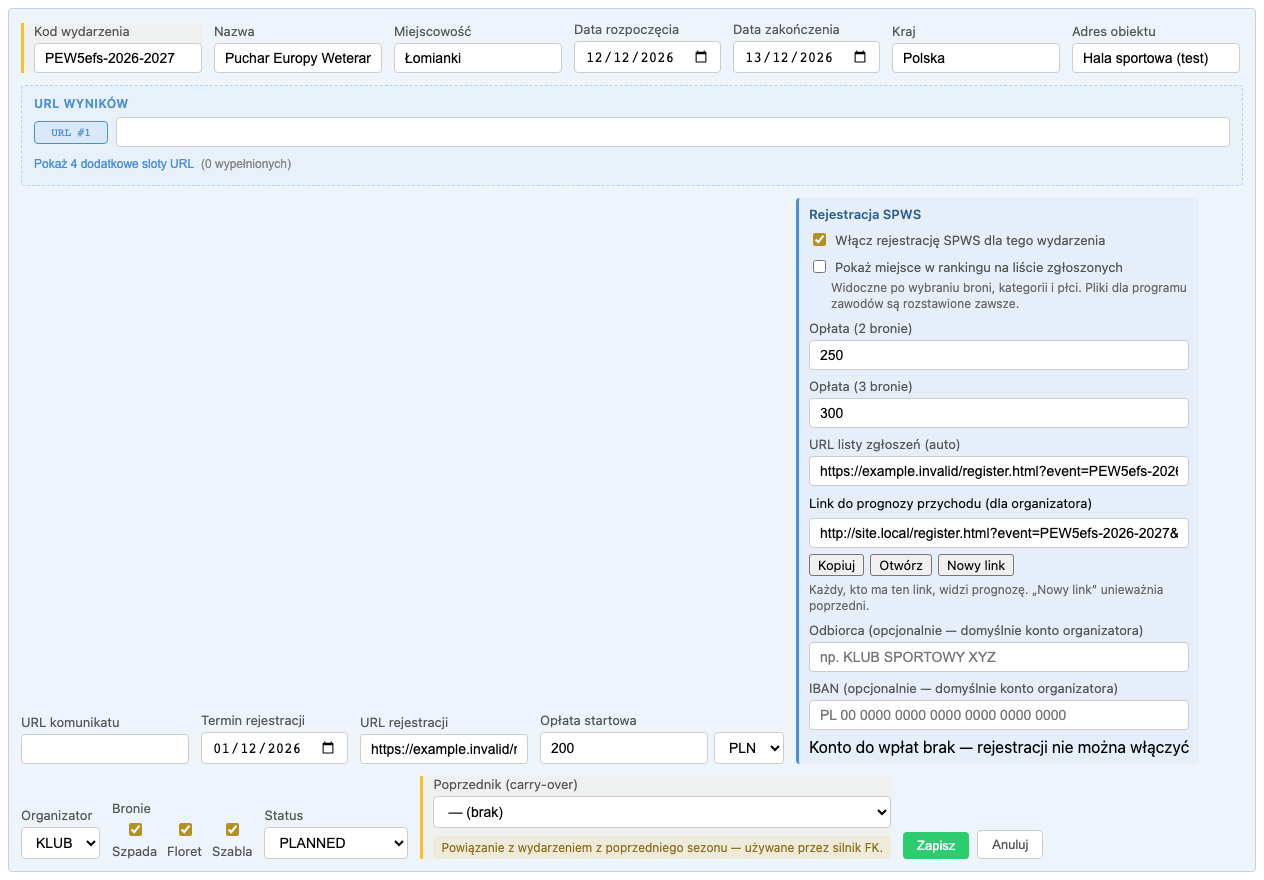 Kod wydarzenia
PEW5efs-2026-2027
Nazwa
Puchar Europy Weterar
Miejscowość
Łomianki
Data rozpoczęcia
12/12/2026
Data zakończenia
13/12/2026
Kraj
Polska
Adres obiektu
Hala sportowa (test)
URL WYNIKÓW
URL #1
Pokaż 4 dodatkowe sloty URL (0 wypełnionych)
Rejestracja SPWS
Włącz rejestrację SPWS dla tego wydarzenia
Pokaż miejsce w rankingu na liście zgłoszonych
Widoczne po wybraniu broni, kategorii i płci. Pliki dla programu
zawodów są rozstawione zawsze.
Opłata (2 bronie)
250
Opłata (3 bronie)
300
URL listy zgłoszeń (auto)
https://example.invalid/register.html?event=PEW5efs-2026
Link do prognozy przychodu (dla organizatora)
http://site.local/register.html?event=PEW5efs-2026-2027&
Kopiuj
Otwórz
Nowy link
Każdy, kto ma ten link, widzi prognozę. „Nowy link” unieważnia
poprzedni.
Odbiorca (opcjonalnie — domyślnie konto organizatora)
np. KLUB SPORTOWY XYZ
IBAN (opcjonalnie — domyślnie konto organizatora)
PL 00 0000 0000 0000 0000 0000 0000
Konto do wpłat brak — rejestracji nie można włączyć
URL komunikatu
Termin rejestracji
01/12/2026
URL rejestracji
https://example.invalid/r
Opłata startowa
200
PLN
Organizator
KLUB
Bronie
Szpada
Floret
Szabla
Status
PLANNED
Poprzednik (carry-over)
— (brak)
Powiązanie z wydarzeniem z poprzedniego sezonu — używane przez silnik FK.
Zapisz
Anuluj